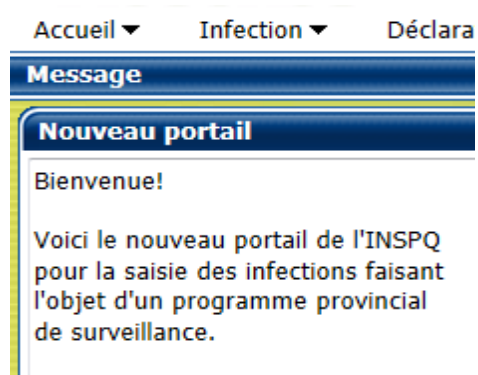 Accueil ▼ Infection ▼ Déclara
Message
Nouveau portail
Bienvenue!
Voici le nouveau portail de l'INSPQ
pour la saisie des infections faisant
l'objet d'un programme provincial
de surveillance.